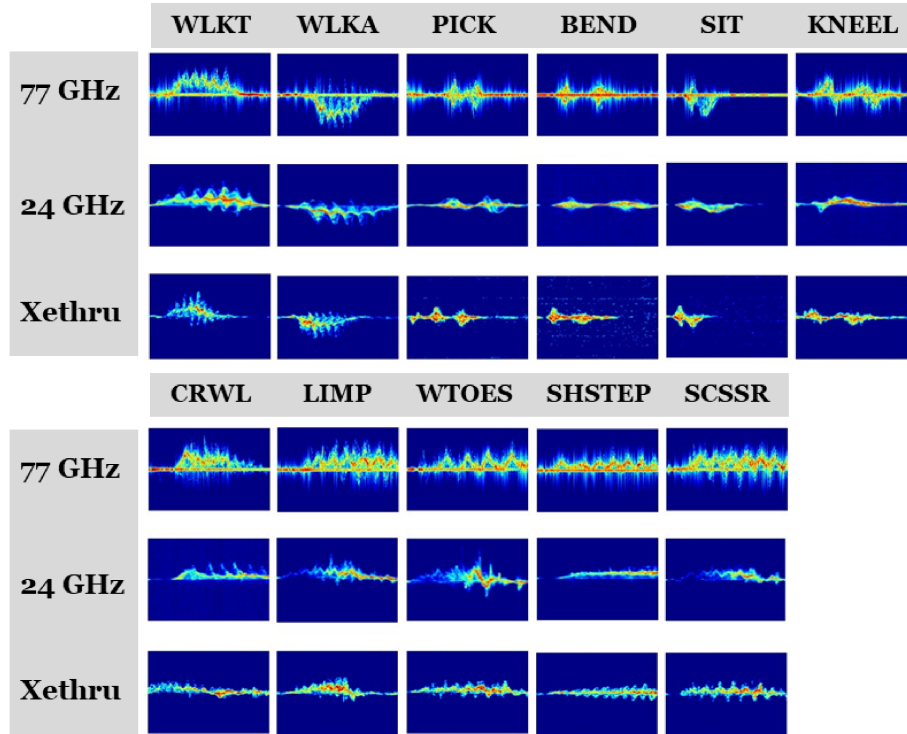 WLKT WLKA PICK BEND SIT KNEEL
77 GHz
24 GHz
Xethru
CRWL LIMP WTOES SHSTEP SCSSR
77 GHz
24 GHz
Xethru